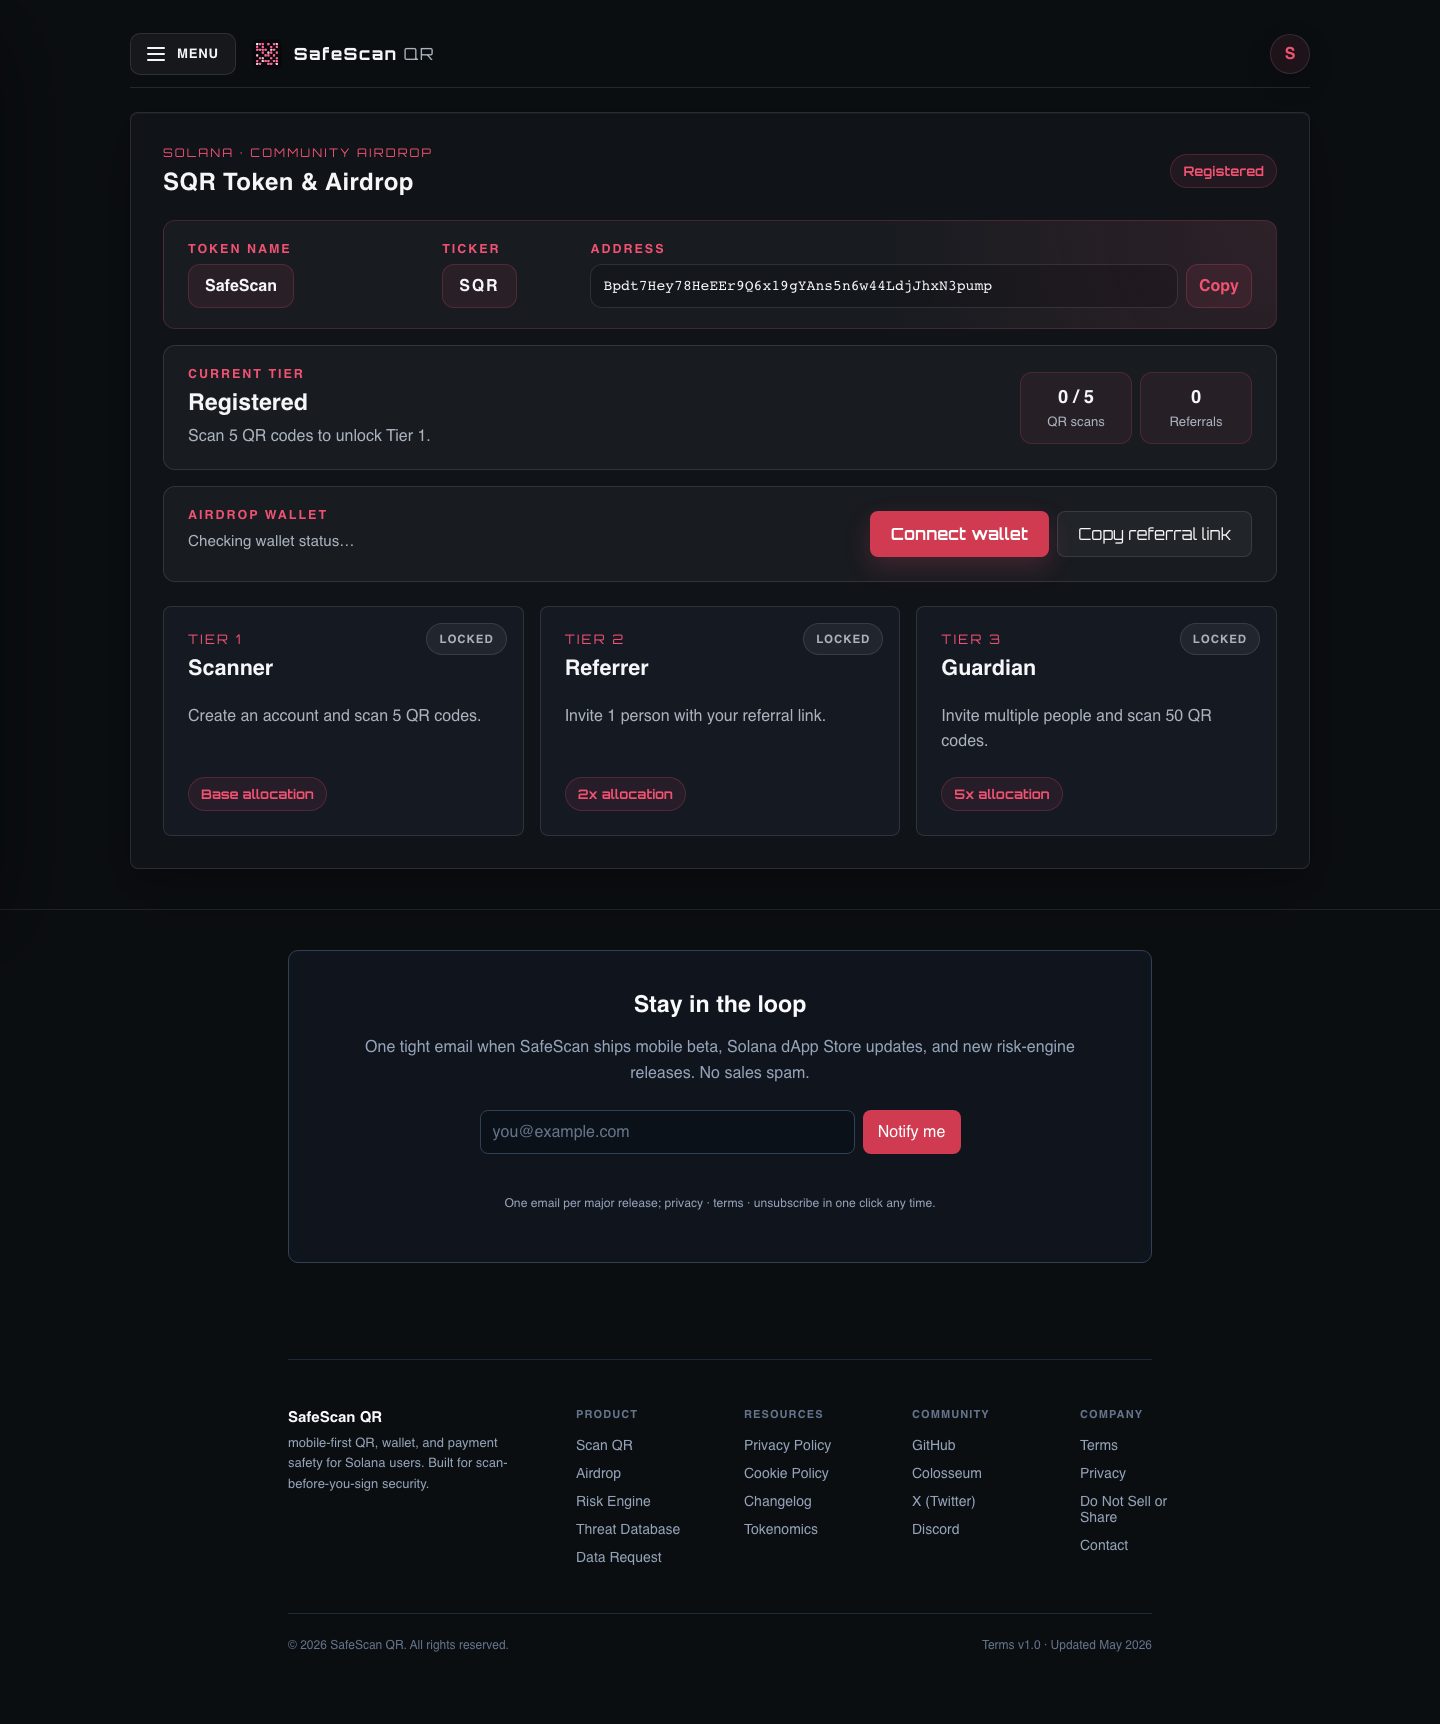 MENU
SafeScan QR
S
SOLANA · COMMUNITY AIRDROP
SQR Token & Airdrop
Registered
TOKEN NAME
SafeScan
TICKER
SQR
ADDRESS
Bpdt7Hey78HeEEr9Q6x19gYAns5n6w44LdjJhxN3pump
Copy
CURRENT TIER
Registered
Scan 5 QR codes to unlock Tier 1.
0 / 5
QR scans
0
Referrals
AIRDROP WALLET
Checking wallet status...
Connect wallet
Copy referral link
TIER 1
LOCKED
Scanner
Create an account and scan 5 QR codes.
Base allocation
TIER 2
LOCKED
Referrer
Invite 1 person with your referral link.
2x allocation
TIER 3
LOCKED
Guardian
Invite multiple people and scan 50 QR
codes.
5x allocation
Stay in the loop
One tight email when SafeScan ships mobile beta, Solana dApp Store updates, and new risk-engine
releases. No sales spam.
you@example.com
Notify me
One email per major release; privacy · terms · unsubscribe in one click any time.
SafeScan QR
mobile-first QR, wallet, and payment
safety for Solana users. Built for scan-
before-you-sign security.
PRODUCT
Scan QR
Airdrop
Risk Engine
Threat Database
Data Request
RESOURCES
Privacy Policy
Cookie Policy
Changelog
Tokenomics
COMMUNITY
GitHub
Colosseum
X (Twitter)
Discord
COMPANY
Terms
Privacy
Do Not Sell or
Share
Contact
© 2026 SafeScan QR. All rights reserved.
Terms v1.0 · Updated May 2026